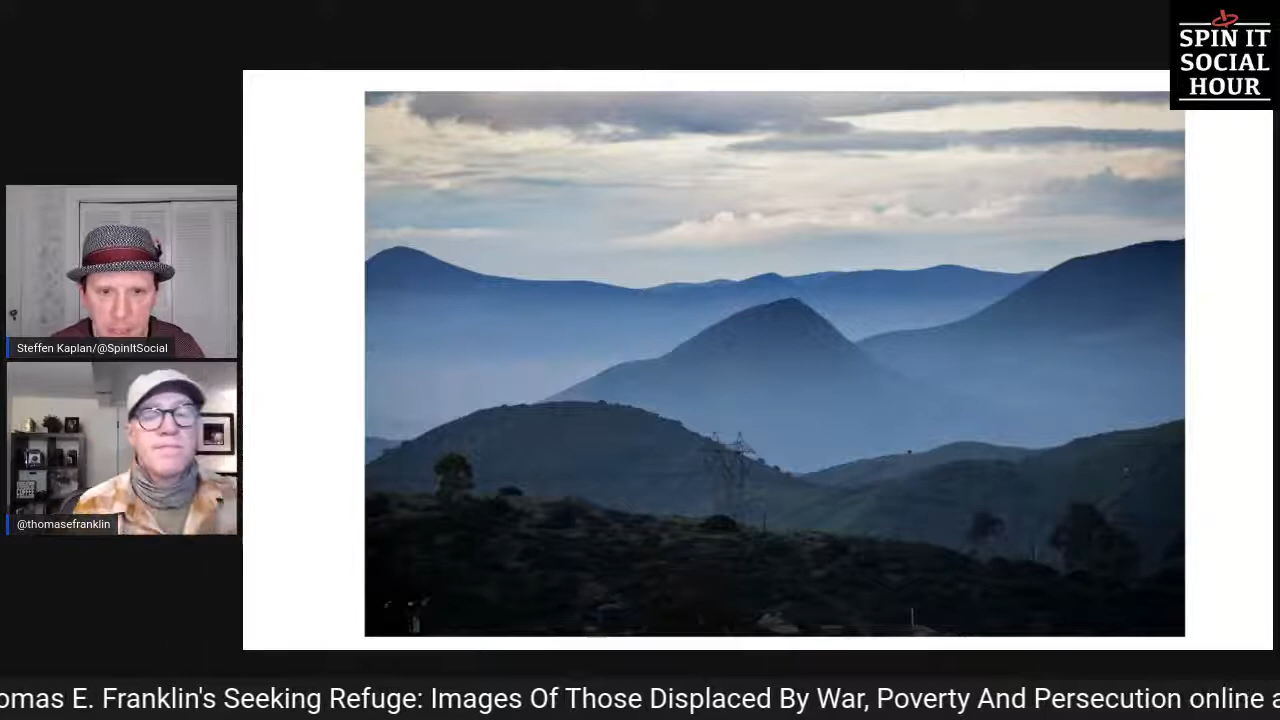 SPIN IT
SOCIAL
HOUR
Steffen Kaplan/@SpinItSocial
@thomasefranklin
omas E. Franklin's Seeking Refuge: Images Of Those Displaced By War, Poverty And Persecution online a